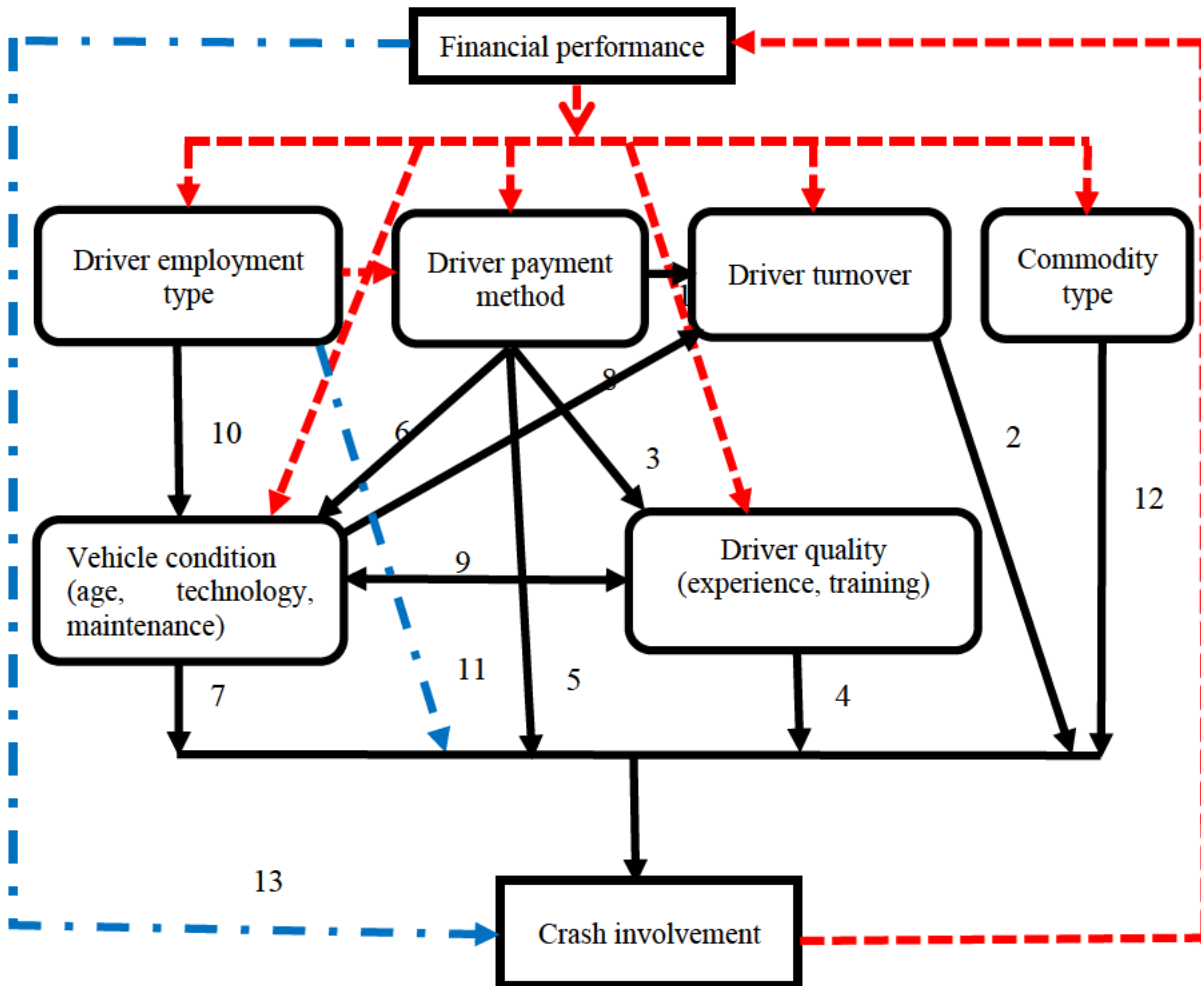 Financial performance
Driver employment
type
Driver payment
method
Driver turnover
Commodity
type
1
8
10
6
3
2
12
Vehicle condition
(age, technology,
maintenance)
9
Driver quality
(experience, training)
7
11
5
4
13
Crash involvement